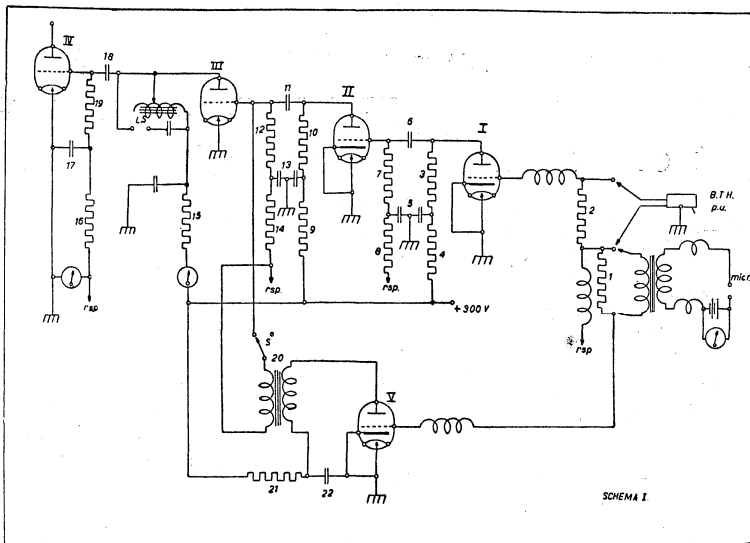 IV
18
III
II
I
11
6
19
12
10
7
3
L.S
2
B.T.H.
p.u.
17
13
5
16
15
14
9
8
4
1
micr.
rsp
rsp.
rsp.
rsp
+ 300 V
S°
20
V
21
22
SCHEMA I.